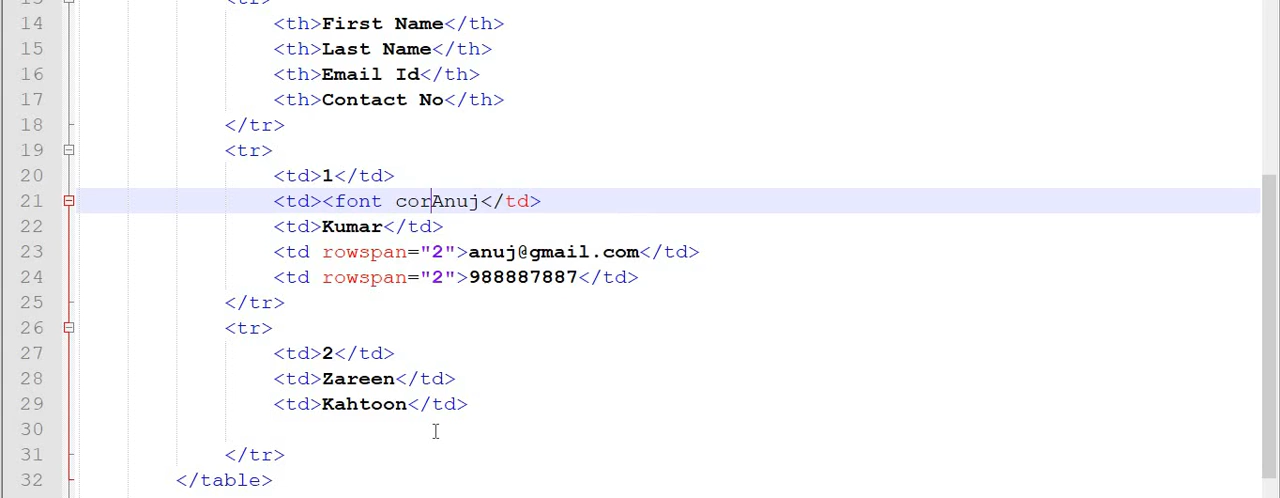 14 <th>First Name</th>
15 <th>Last Name</th>
16 <th>Email Id</th>
17 <th>Contact No</th>
18 </tr>
19 <tr>
20 <td>1</td>
21 <td><font corAnuj</td>
22 <td>Kumar</td>
23 <td rowspan="2">anuj@gmail.com</td>
24 <td rowspan="2">988887887</td>
25 </tr>
26 <tr>
27 <td>2</td>
28 <td>Zareen</td>
29 <td>Kahtoon</td>
30
31 </tr>
32 </table>